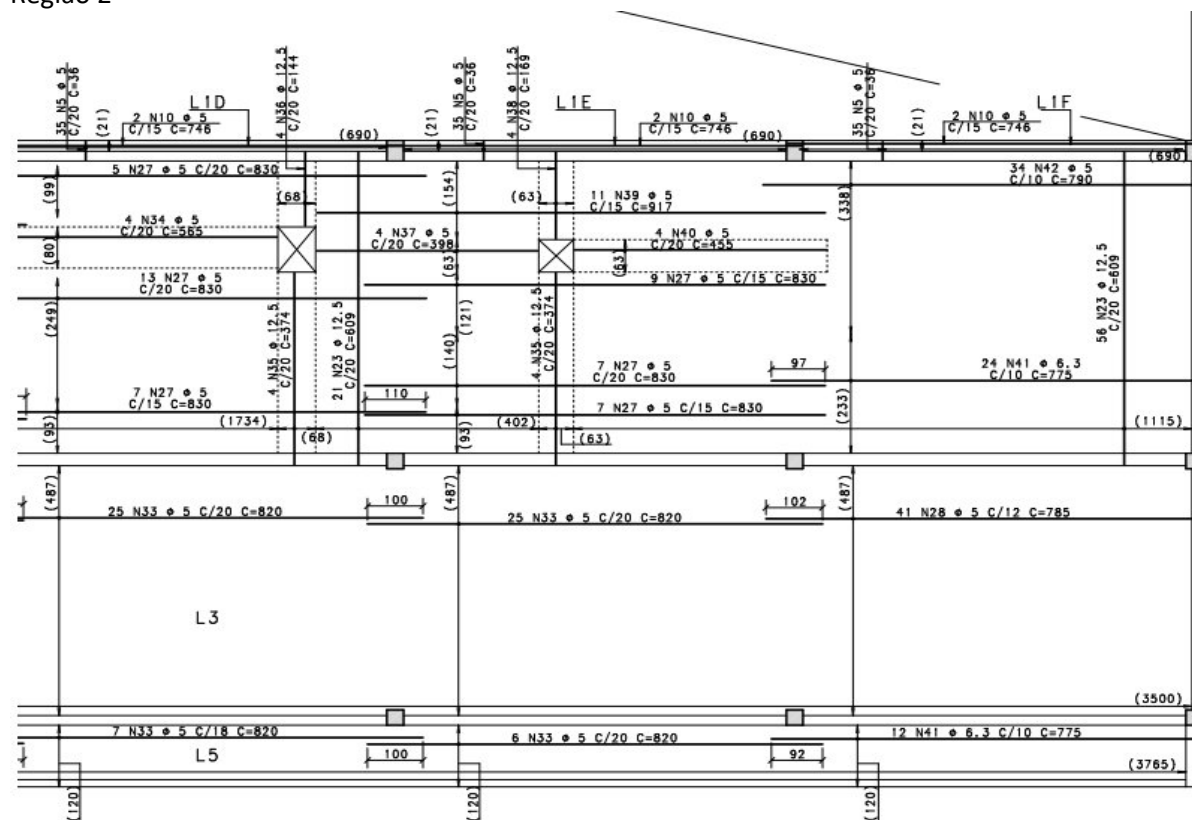 Região 2
35 N5 φ 5
C/20 C=36
(21)
L1D
2 N10 φ 5
C/15 C=746
4 N36 φ 12.5
C/20 C=144
(690)
(21)
35 N5 φ 5
C/20 C=36
4 N38 φ 12.5
C/20 C=169
L1E
2 N10 φ 5
C/15 C=746
(690)
35 N5 φ 5
C/20 C=36
(21)
L1F
2 N10 φ 5
C/15 C=746
(690)
5 N27 φ 5 C/20 C=830
(99)
(68)
(154)
(63)
11 N39 φ 5
C/15 C=917
(338)
34 N42 φ 5
C/10 C=790
4 N34 φ 5
C/20 C=565
(80)
4 N37 φ 5
C/20 C=398
(63)
4 N40 φ 5
C/20 C=455
(63)
13 N27 φ 5
C/20 C=830
(249)
9 N27 φ 5 C/15 C=830
4 N35 φ 12.5
C/20 C=374
21 N23 φ 12.5
C/20 C=609
(121)
(140)
4 N35 φ 12.5
C/20 C=374
56 N23 φ 12.5
C/20 C=609
7 N27 φ 5
C/20 C=830
97
24 N41 φ 6.3
C/10 C=775
7 N27 φ 5
C/15 C=830
110
7 N27 φ 5 C/15 C=830
(233)
(93)
(1734)
(68)
(93)
(402)
(63)
(1115)
(487)
25 N33 φ 5 C/20 C=820
100
(487)
25 N33 φ 5 C/20 C=820
102
(487)
41 N28 φ 5 C/12 C=785
L3
(3500)
7 N33 φ 5 C/18 C=820
L5
100
6 N33 φ 5 C/20 C=820
92
12 N41 φ 6.3 C/10 C=775
(3765)
(120)
(120)
(120)